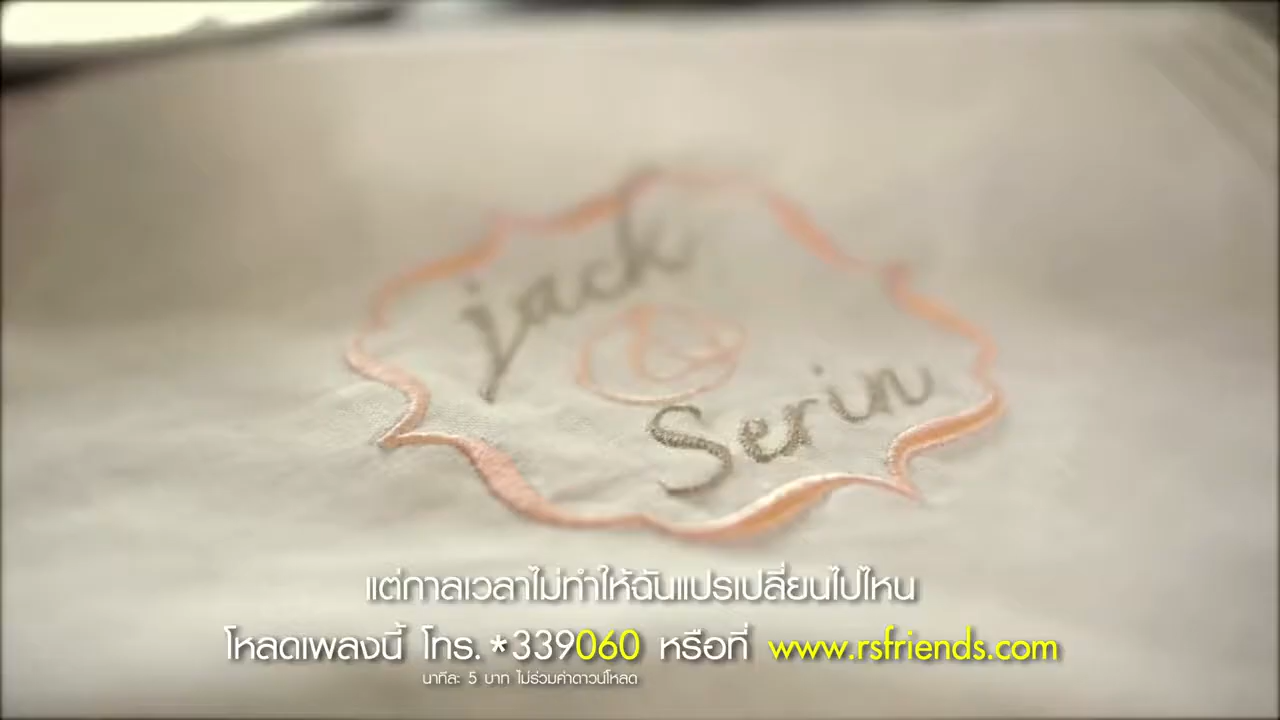 jack
Serin
แต่กาลเวลาไม่ทำให้ฉันแปรเปลี่ยนไปไหน
โหลดเพลงนี้ โทร. *339060 หรือที่ www.rsfriends.com
นาทีละ 5 บาท ไม่ร่วมค่าดาวน์โหลด